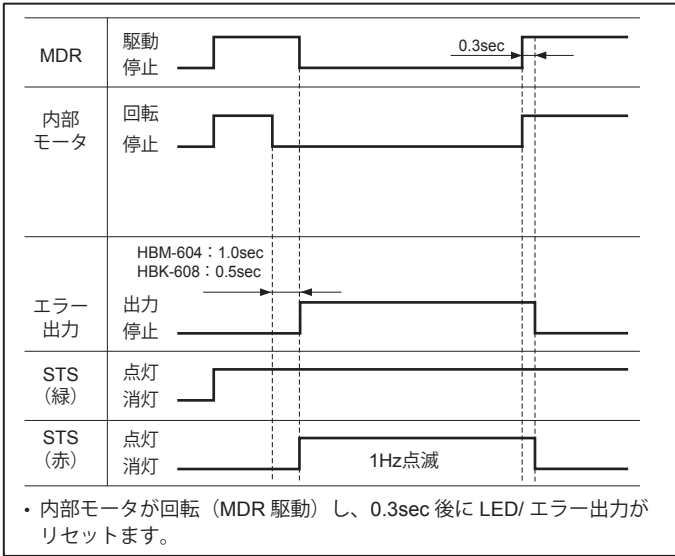 MDR
駆動
停止
0.3sec
内部
モータ
回転
停止
HBM-604：1.0sec
HBK-608：0.5sec
エラー
出力
出力
停止
STS
（緑）
点灯
消灯
STS
（赤）
点灯
消灯
1Hz点滅
• 内部モータが回転（MDR 駆動）し、0.3sec 後に LED/ エラー出力が
リセットます。